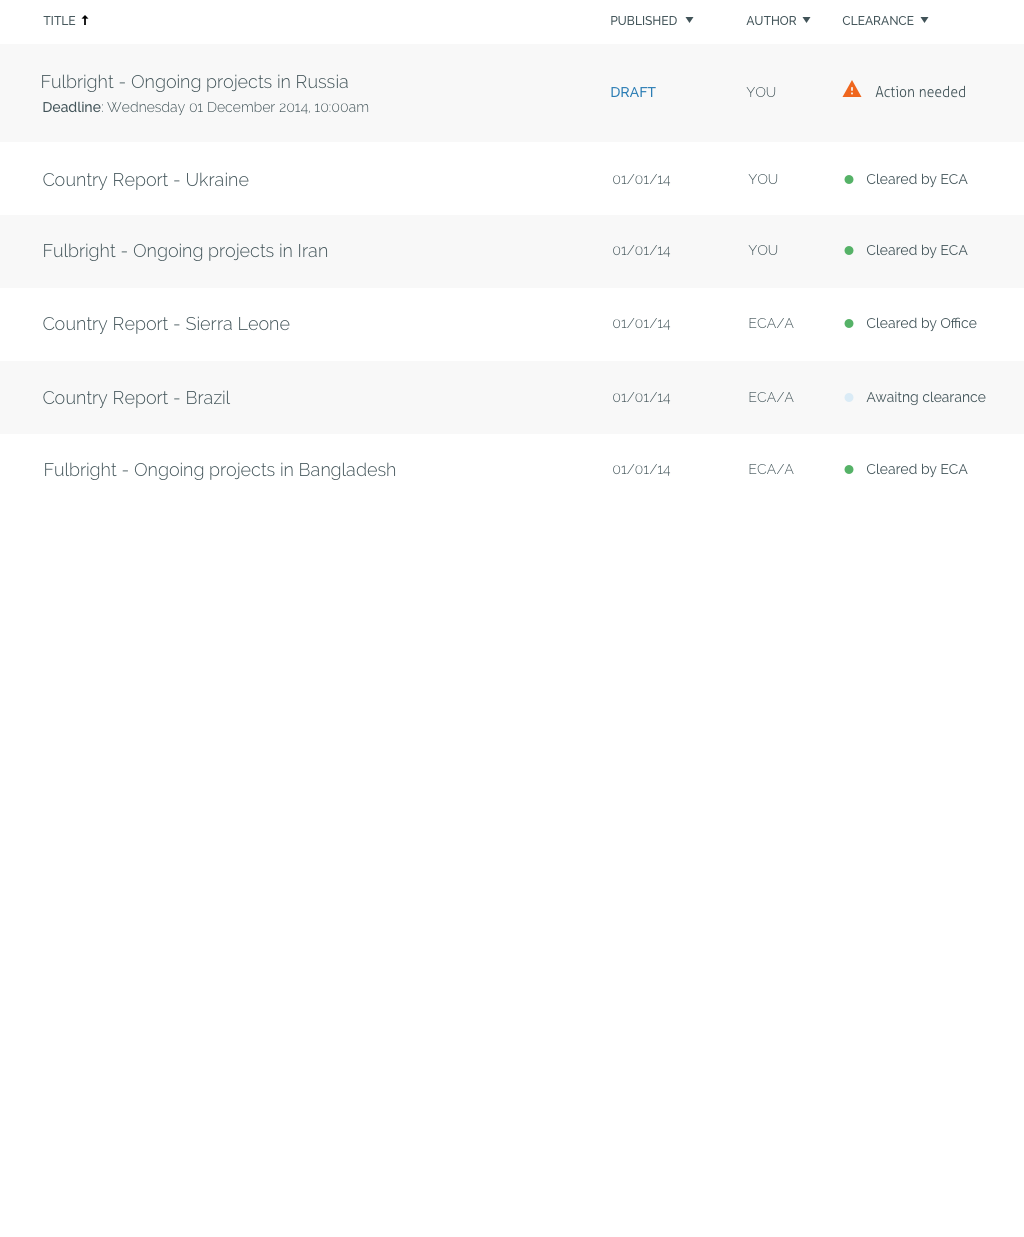 TITLE PUBLISHED AUTHOR CLEARANCE
Fulbright - Ongoing projects in Russia
Deadline: Wednesday 01 December 2014, 10:00am
DRAFT YOU Action needed
Country Report - Ukraine 01/01/14 YOU Cleared by ECA
Fulbright - Ongoing projects in Iran 01/01/14 YOU Cleared by ECA
Country Report - Sierra Leone 01/01/14 ECA/A Cleared by Office
Country Report - Brazil 01/01/14 ECA/A Awaitng clearance
Fulbright - Ongoing projects in Bangladesh 01/01/14 ECA/A Cleared by ECA